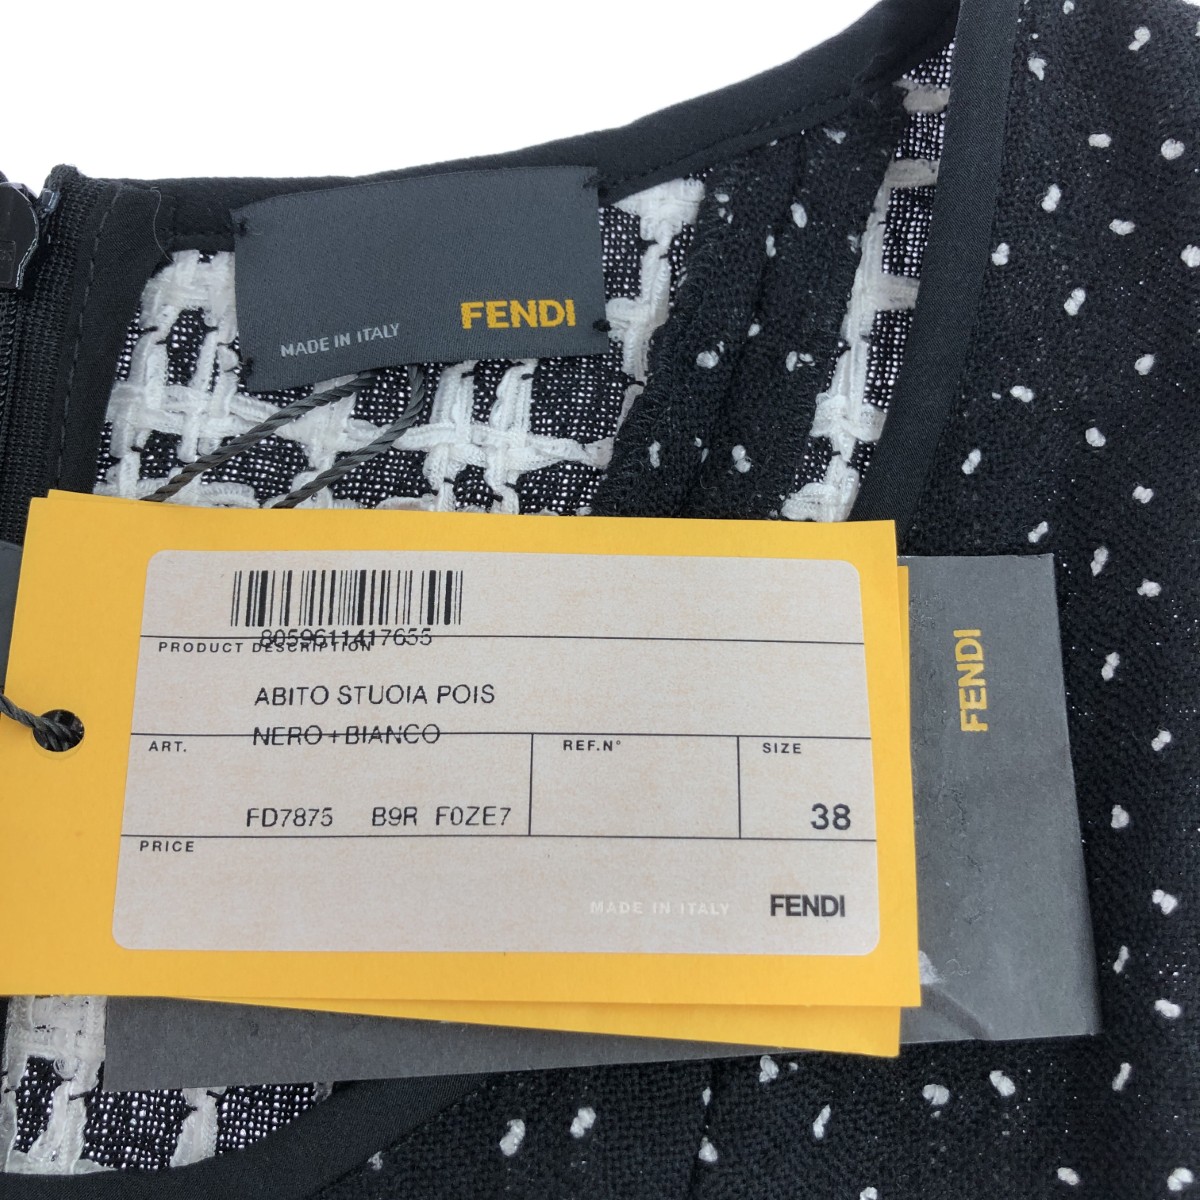 FENDI
MADE IN ITALY
8059611417655
PRODUCT DESCRIPTION
ABITO STUOIA POIS
NERO+BIANCO
ART.
REF.N°
SIZE
FD7875 B9R F0ZE7
38
PRICE
MADE IN ITALY
FENDI
FENDI